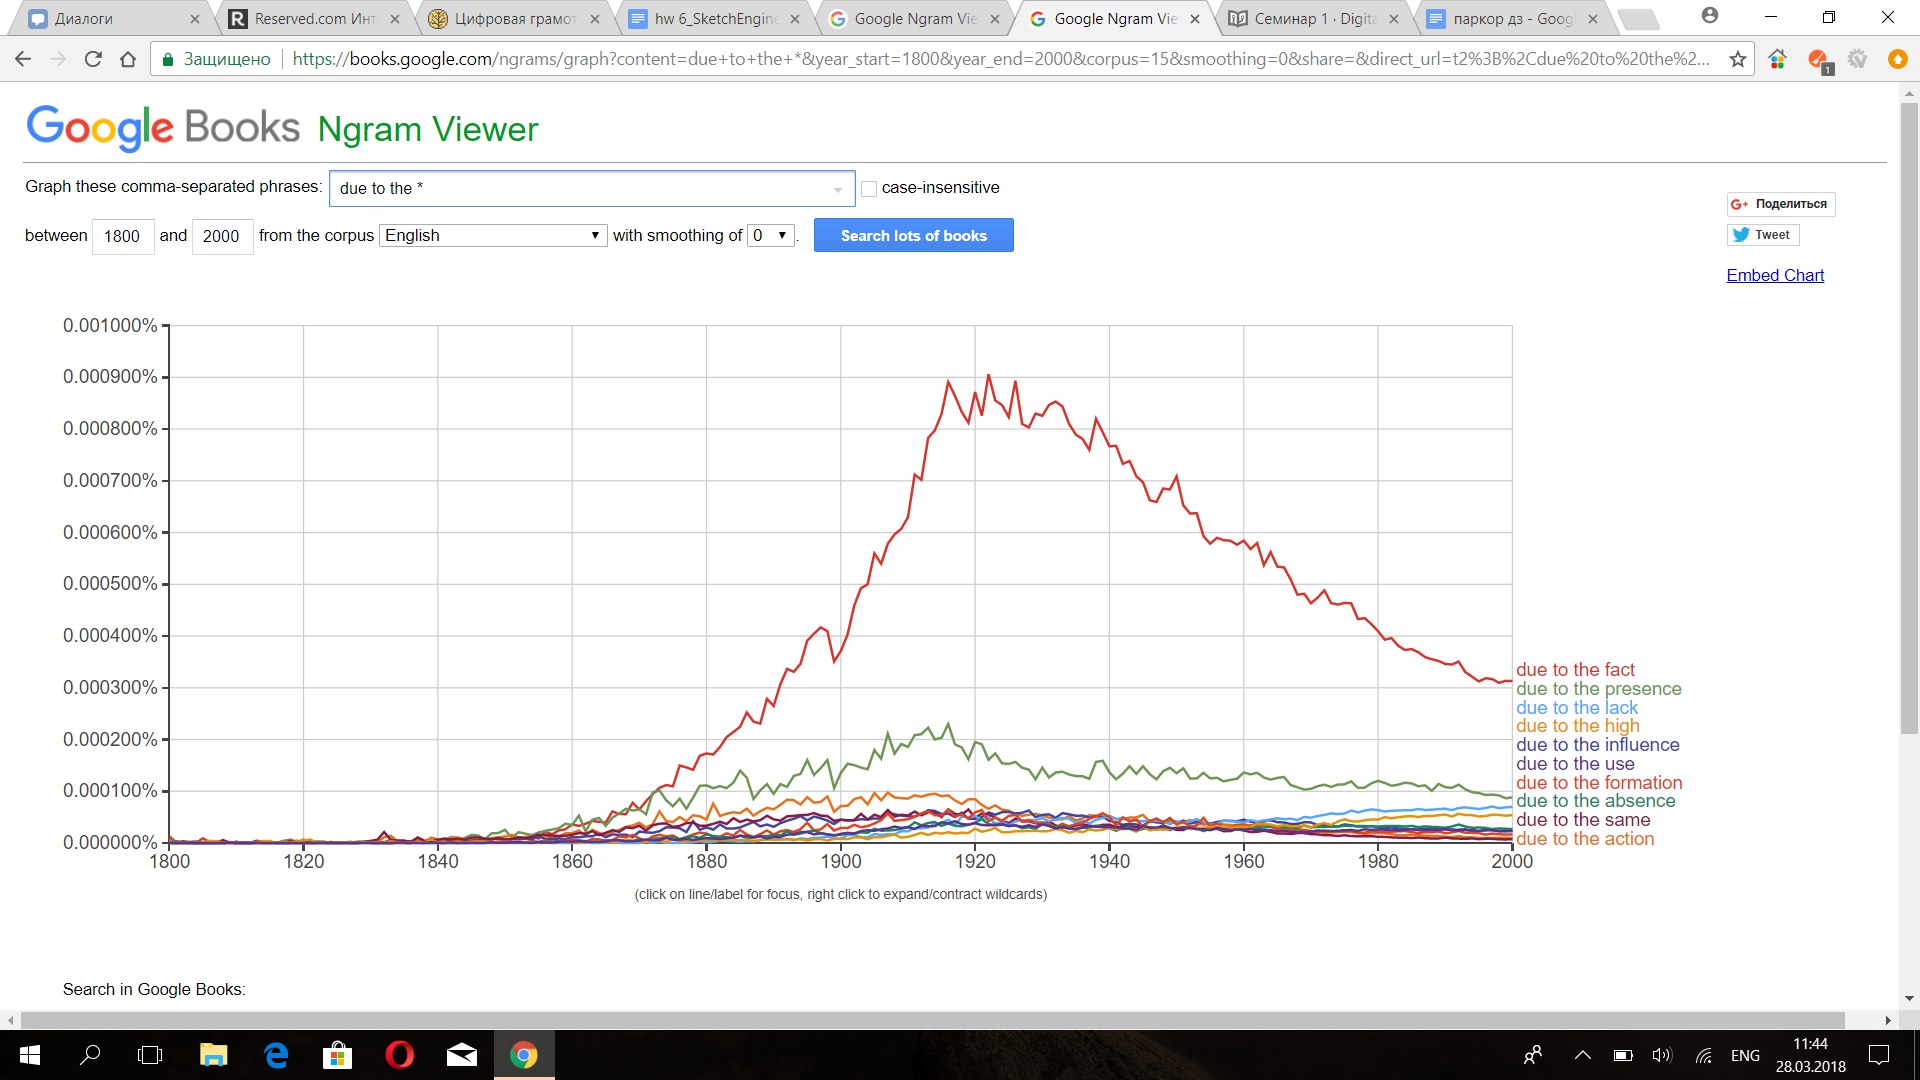 Диалоги
Reserved.com Инт
Цифровая грамот
hw 6_SketchEngine
Google Ngram Vie
Google Ngram Vie
Семинар 1 · Digita
паркор дз - Googl
Защищено
https://books.google.com/ngrams/graph?content=due+to+the+*&year_start=1800&year_end=2000&corpus=15&smoothing=0&share=&direct_url=t2%3B%2Cdue%20to%20the%2...
1
Google Books Ngram Viewer
Graph these comma-separated phrases: due to the * case-insensitive
between 1800 and 2000 from the corpus English with smoothing of 0 . Search lots of books
G+ Поделиться
Tweet
Embed Chart
0.001000%
0.000900%
0.000800%
0.000700%
0.000600%
0.000500%
0.000400%
0.000300%
0.000200%
0.000100%
0.000000%
due to the fact
due to the presence
due to the lack
due to the high
due to the influence
due to the use
due to the formation
due to the absence
due to the same
due to the action
1800 1820 1840 1860 1880 1900 1920 1940 1960 1980 2000
(click on line/label for focus, right click to expand/contract wildcards)
Search in Google Books:
ENG
11:44
28.03.2018